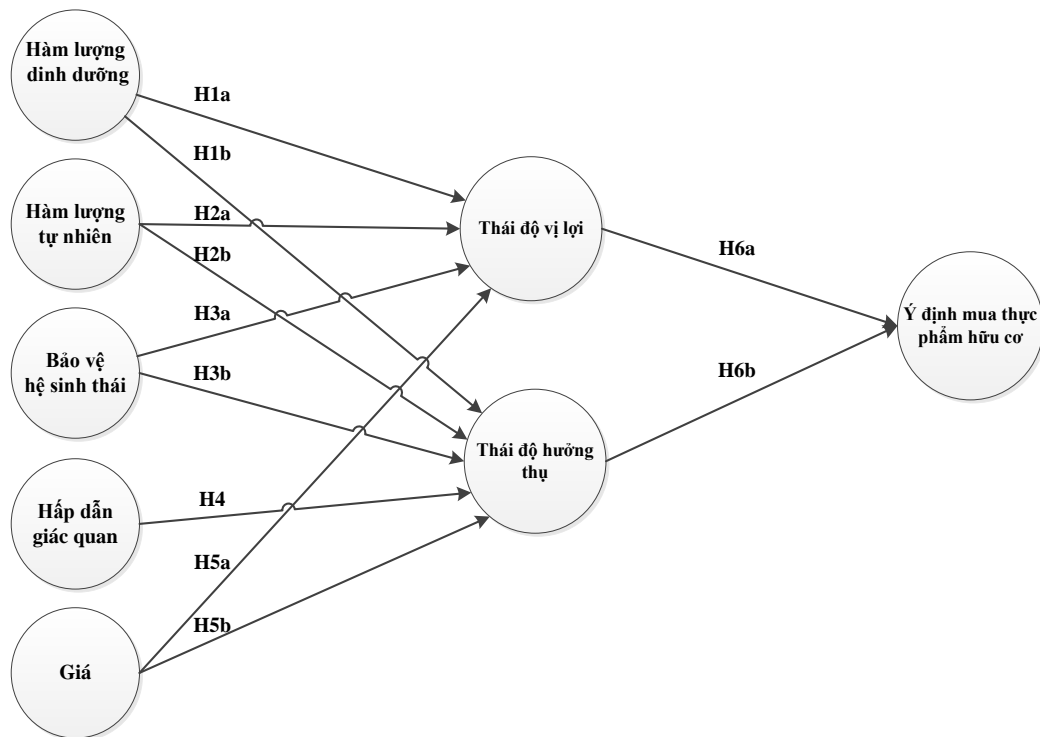 Hàm lượng
dinh dưỡng
H1a
H1b
Hàm lượng
tự nhiên
H2a
H2b
Thái độ vị lợi
H6a
Bảo vệ
hệ sinh thái
H3a
H3b
Ý định mua thực
phẩm hữu cơ
H6b
Thái độ hưởng
thụ
Hấp dẫn
giác quan
H4
H5a
H5b
Giá